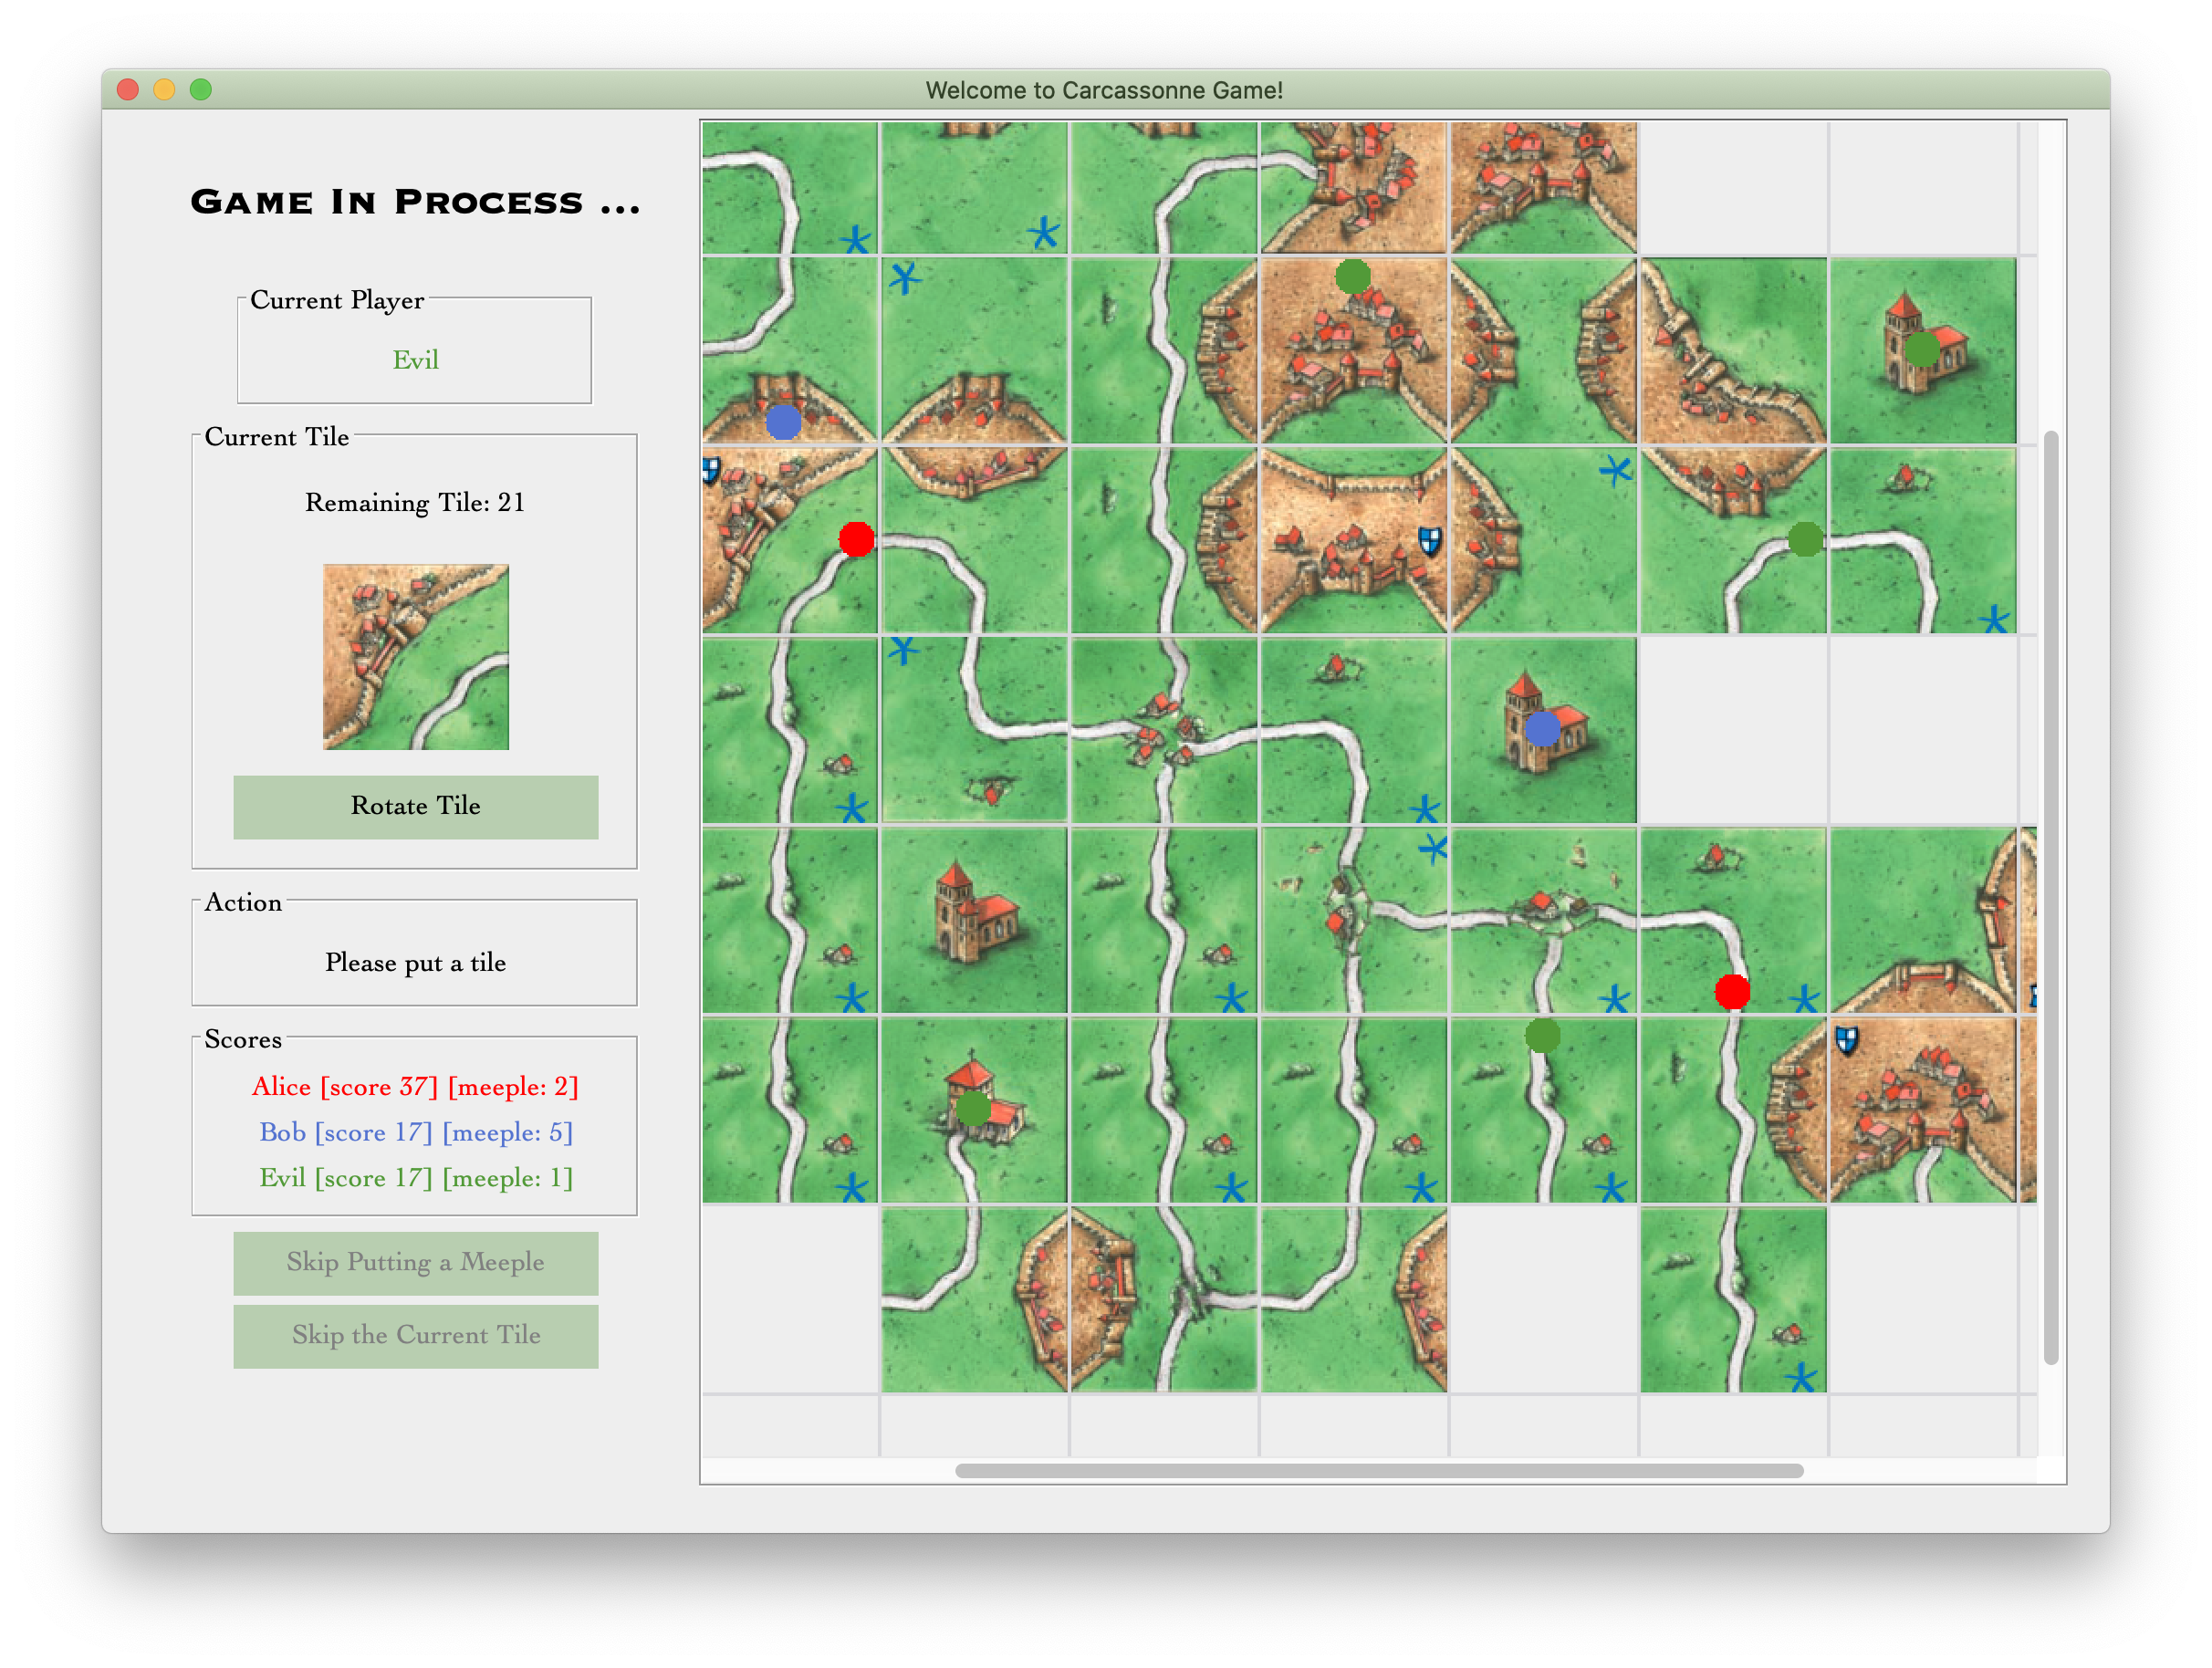 Welcome to Carcassonne Game!
Game In Process ...
Current Player
Evil
Current Tile
Remaining Tile: 21
Rotate Tile
Action
Please put a tile
Scores
Alice [score 37] [meeple: 2]
Bob [score 17] [meeple: 5]
Evil [score 17] [meeple: 1]
Skip Putting a Meeple
Skip the Current Tile